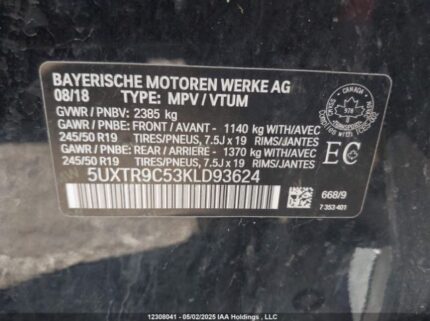 BAYERISCHE MOTOREN WERKE AG
08/18 TYPE: MPV / VTUM
GVWR / PNBV: 2385 kg
GAWR / PNBE: FRONT / AVANT - 1140 kg WITH/AVEC
245/50 R19 TIRES/PNEUS, 7.5J x 19 RIMS/JANTES
GAWR / PNBE: REAR / ARRIERE - 1370 kg WITH/AVEC
245/50 R19 TIRES/PNEUS, 7.5J x 19 RIMS/JANTES
5UXTR9C53KLD93624
EC
668/9
7 353 401
12308041 - 05/02/2025 IAA Holdings, LLC